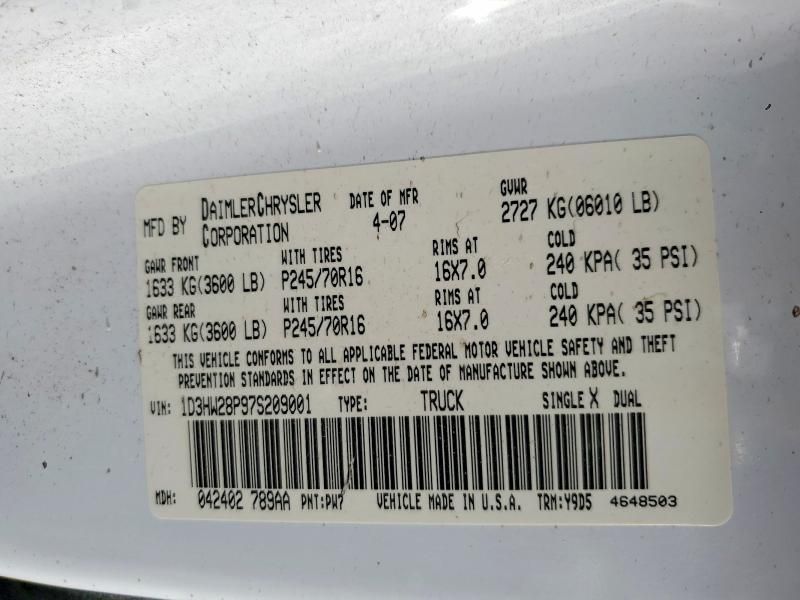 MFD BY DAIMLERCHRYSLER CORPORATION DATE OF MFR 4-07 GVWR 2727 KG(06010 LB)
GAWR FRONT WITH TIRES RIMS AT COLD
1633 KG(3600 LB) P245/70R16 16X7.0 240 KPA( 35 PSI)
GAWR REAR WITH TIRES RIMS AT COLD
1633 KG(3600 LB) P245/70R16 16X7.0 240 KPA( 35 PSI)
THIS VEHICLE CONFORMS TO ALL APPLICABLE FEDERAL MOTOR VEHICLE SAFETY AND THEFT
PREVENTION STANDARDS IN EFFECT ON THE DATE OF MANUFACTURE SHOWN ABOVE.
VIN: 1D3HW28P97S209001 TYPE: TRUCK SINGLE X DUAL
MDH: 042402 789AA PNT:PW7 VEHICLE MADE IN U.S.A. TRM:Y9D5 4648503